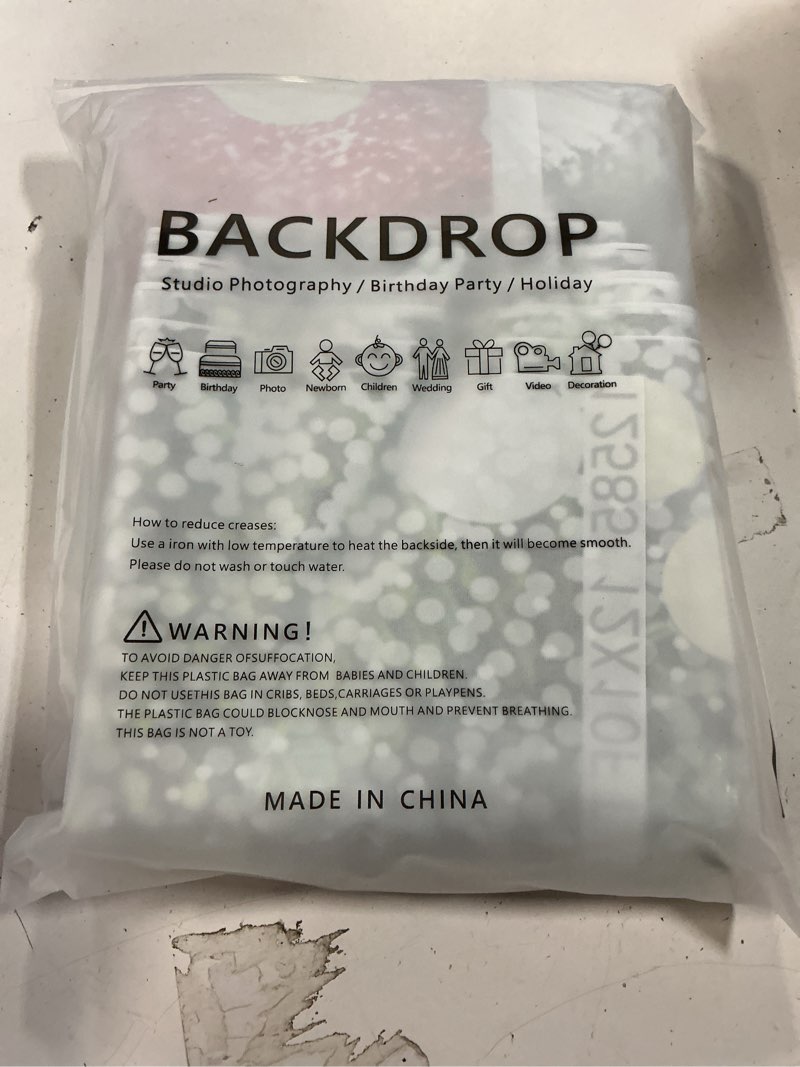 BACKDROP
Studio Photography / Birthday Party / Holiday
Party Birthday Photo Newborn Children Wedding Gift Video Decoration
How to reduce creases:
Use a iron with low temperature to heat the backside, then it will become smooth.
Please do not wash or touch water.
WARNING!
TO AVOID DANGER OFSUFFOCATION,
KEEP THIS PLASTIC BAG AWAY FROM BABIES AND CHILDREN.
DO NOT USETHIS BAG IN CRIBS, BEDS,CARRIAGES OR PLAYPENS.
THE PLASTIC BAG COULD BLOCKNOSE AND MOUTH AND PREVENT BREATHING.
THIS BAG IS NOT A TOY.
MADE IN CHINA